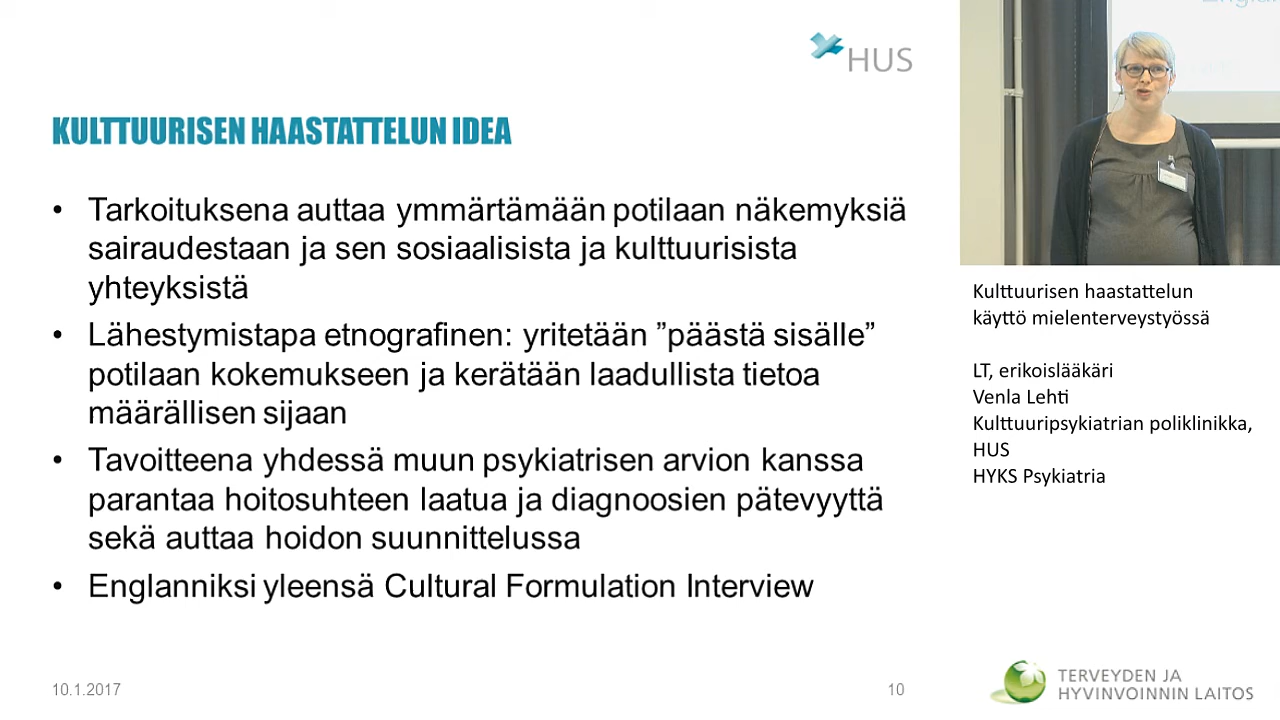 HUS
KULTTUURISEN HAASTATTELUN IDEA
• Tarkoituksena auttaa ymmärtämään potilaan näkemyksiä
sairaudestaan ja sen sosiaalisista ja kulttuurisista
yhteyksistä
• Lähestymistapa etnografinen: yritetään ”päästä sisälle”
potilaan kokemukseen ja kerätään laadullista tietoa
määrällisen sijaan
• Tavoitteena yhdessä muun psykiatrisen arvion kanssa
parantaa hoitosuhteen laatua ja diagnoosien pätevyyttä
sekä auttaa hoidon suunnittelussa
• Englanniksi yleensä Cultural Formulation Interview
10.1.2017
10
Kulttuurisen haastattelun
käyttö mielenterveystyössä
LT, erikoislääkäri
Venla Lehti
Kulttuuripsykiatrian poliklinikka,
HUS
HYKS Psykiatria
TERVEYDEN JA
HYVINVOINNIN LAITOS